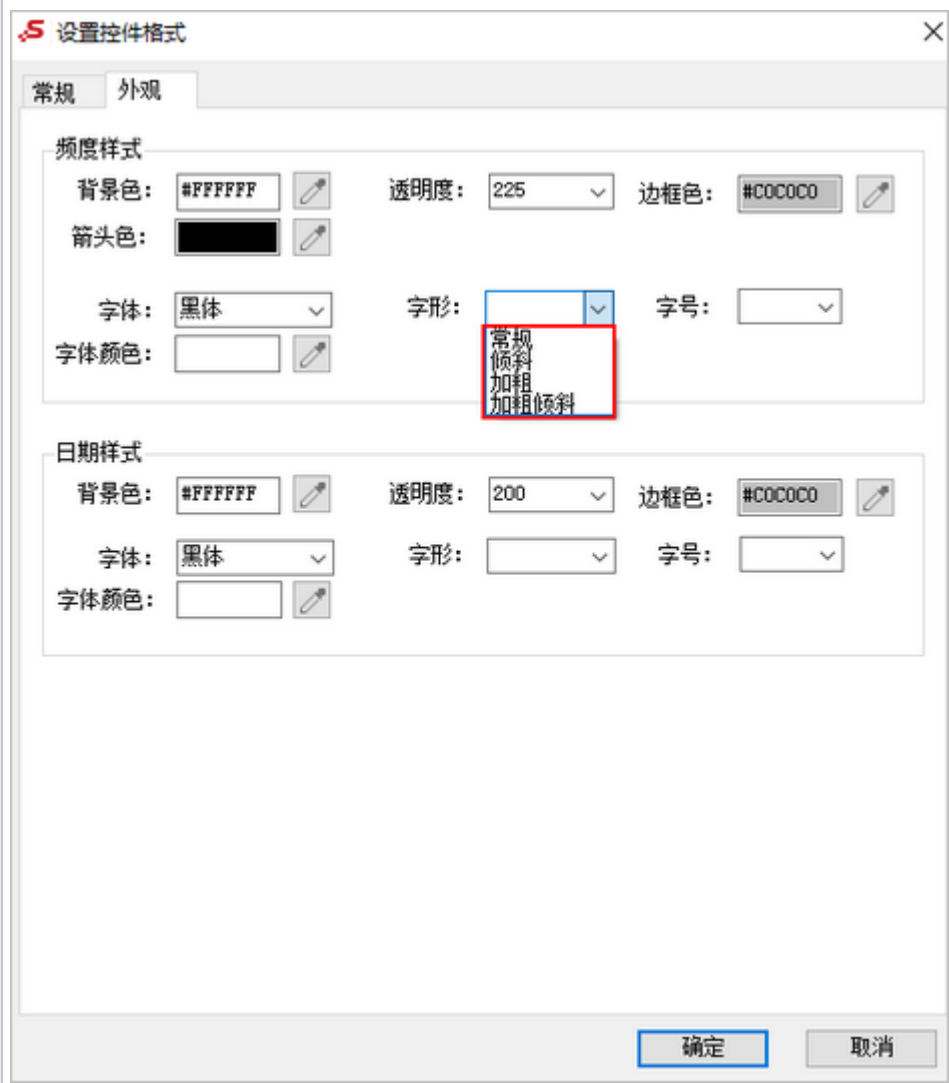 设置控件格式
常规 外观
频度样式
背景色： #FFFFFF 透明度： 225 边框色： #C0C0C0
箭头色：
字体： 黑体 字形： 字号：
常规
倾斜
加粗
加粗倾斜
字体颜色：
日期样式
背景色： #FFFFFF 透明度： 200 边框色： #C0C0C0
字体： 黑体 字形： 字号：
字体颜色：
确定 取消